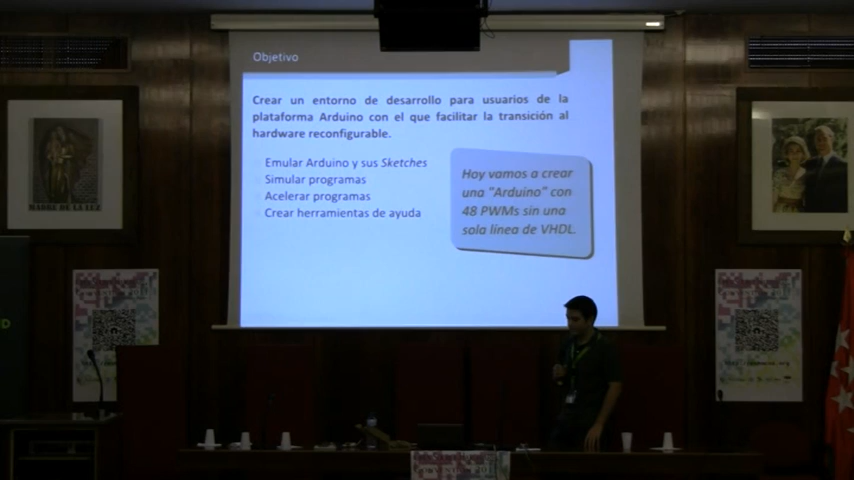 Objetivo
Crear un entorno de desarrollo para usuarios de la
plataforma Arduino con el que facilitar la transición al
hardware reconfigurable.
Emular Arduino y sus Sketches
Simular programas
Acelerar programas
Crear herramientas de ayuda
Hoy vamos a crear
una "Arduino" con
48 PWMs sin una
sola línea de VHDL.
MADRE DE LA LUZ